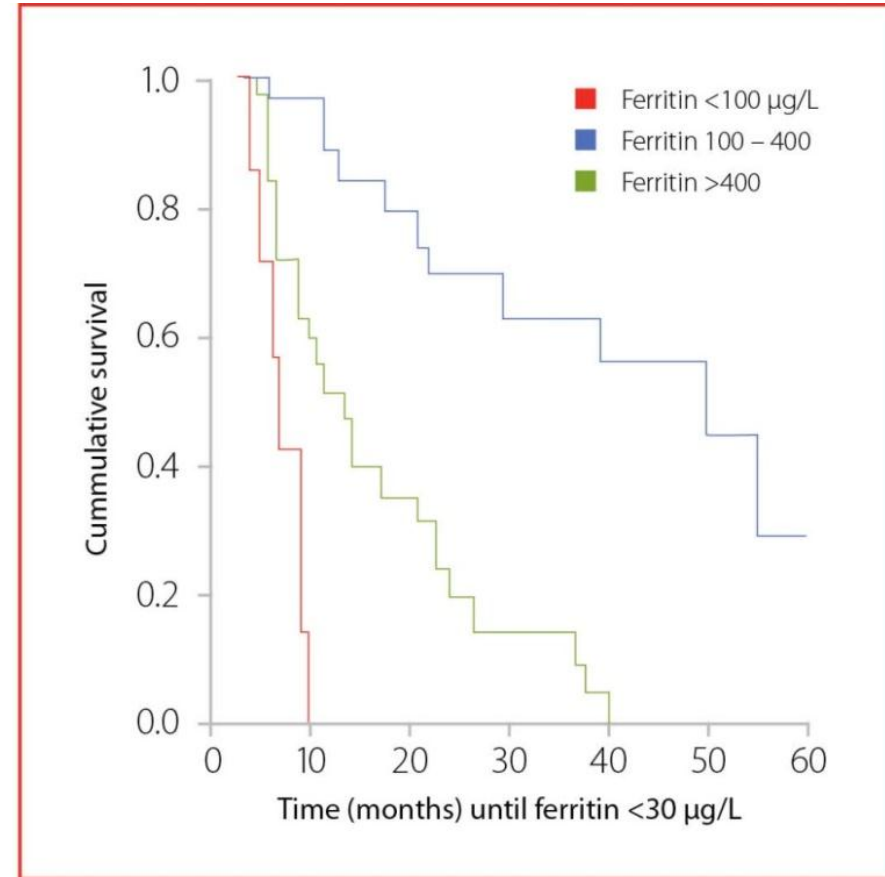 1.0
0.8
0.6
0.4
0.2
0.0
Cummulative survival
Ferritin <100 µg/L
Ferritin 100 – 400
Ferritin >400
0 10 20 30 40 50 60
Time (months) until ferritin <30 µg/L